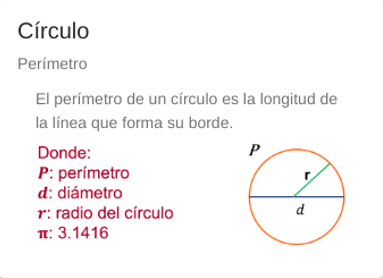 Círculo
Perímetro
El perímetro de un círculo es la longitud de
la línea que forma su borde.
Donde:
P: perímetro
d: diámetro
r: radio del círculo
π: 3.1416
P
r
d